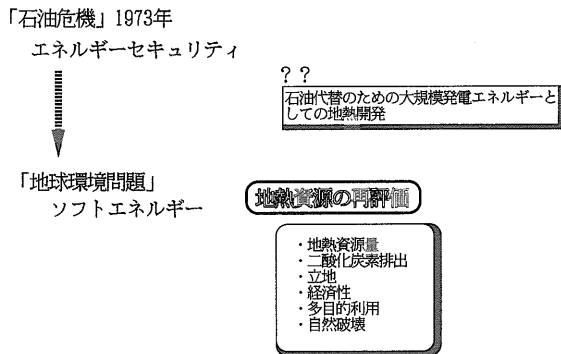 「石油危機」1973年
エネルギーセキュリティ
？？
石油代替のための大規模発電エネルギーと
しての地熱開発
「地球環境問題」
ソフトエネルギー
地熱資源の再評価
・地熱資源量
・二酸化炭素排出
・立地
・経済性
・多目的利用
・自然破壊